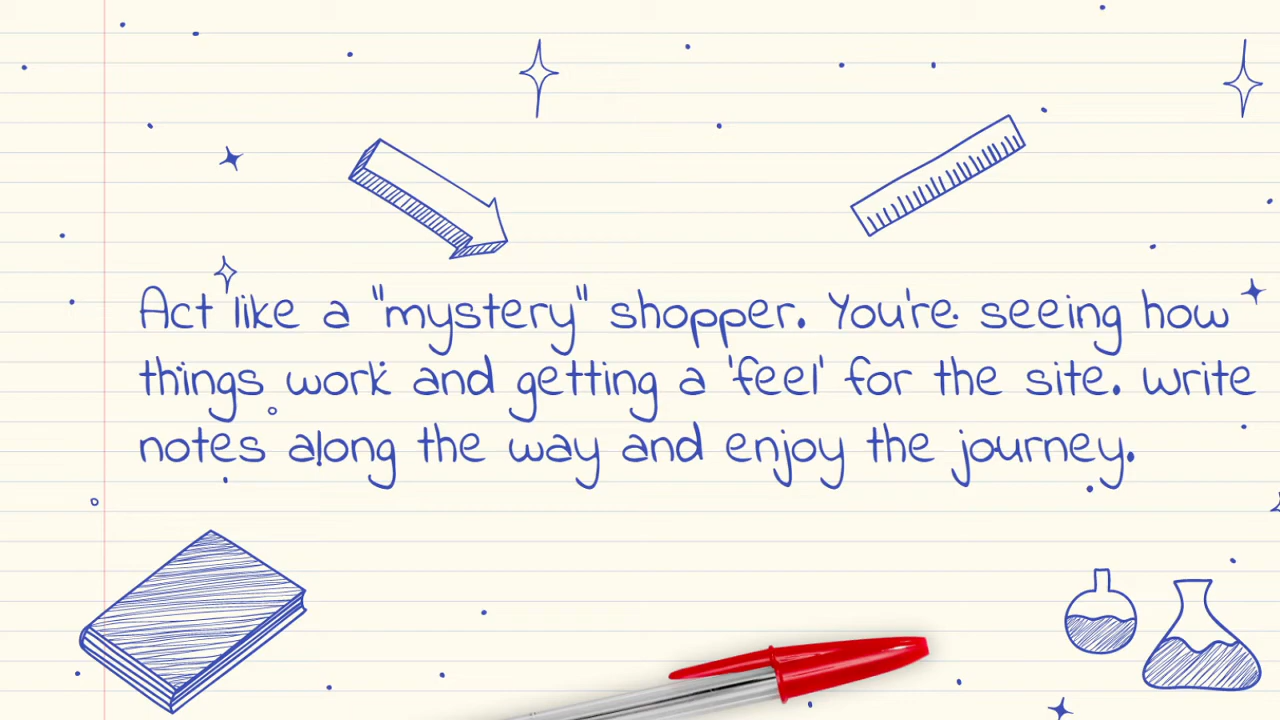 Act like a "mystery" shopper. You're seeing how
things work and getting a 'feel' for the site. Write
notes along the way and enjoy the journey.